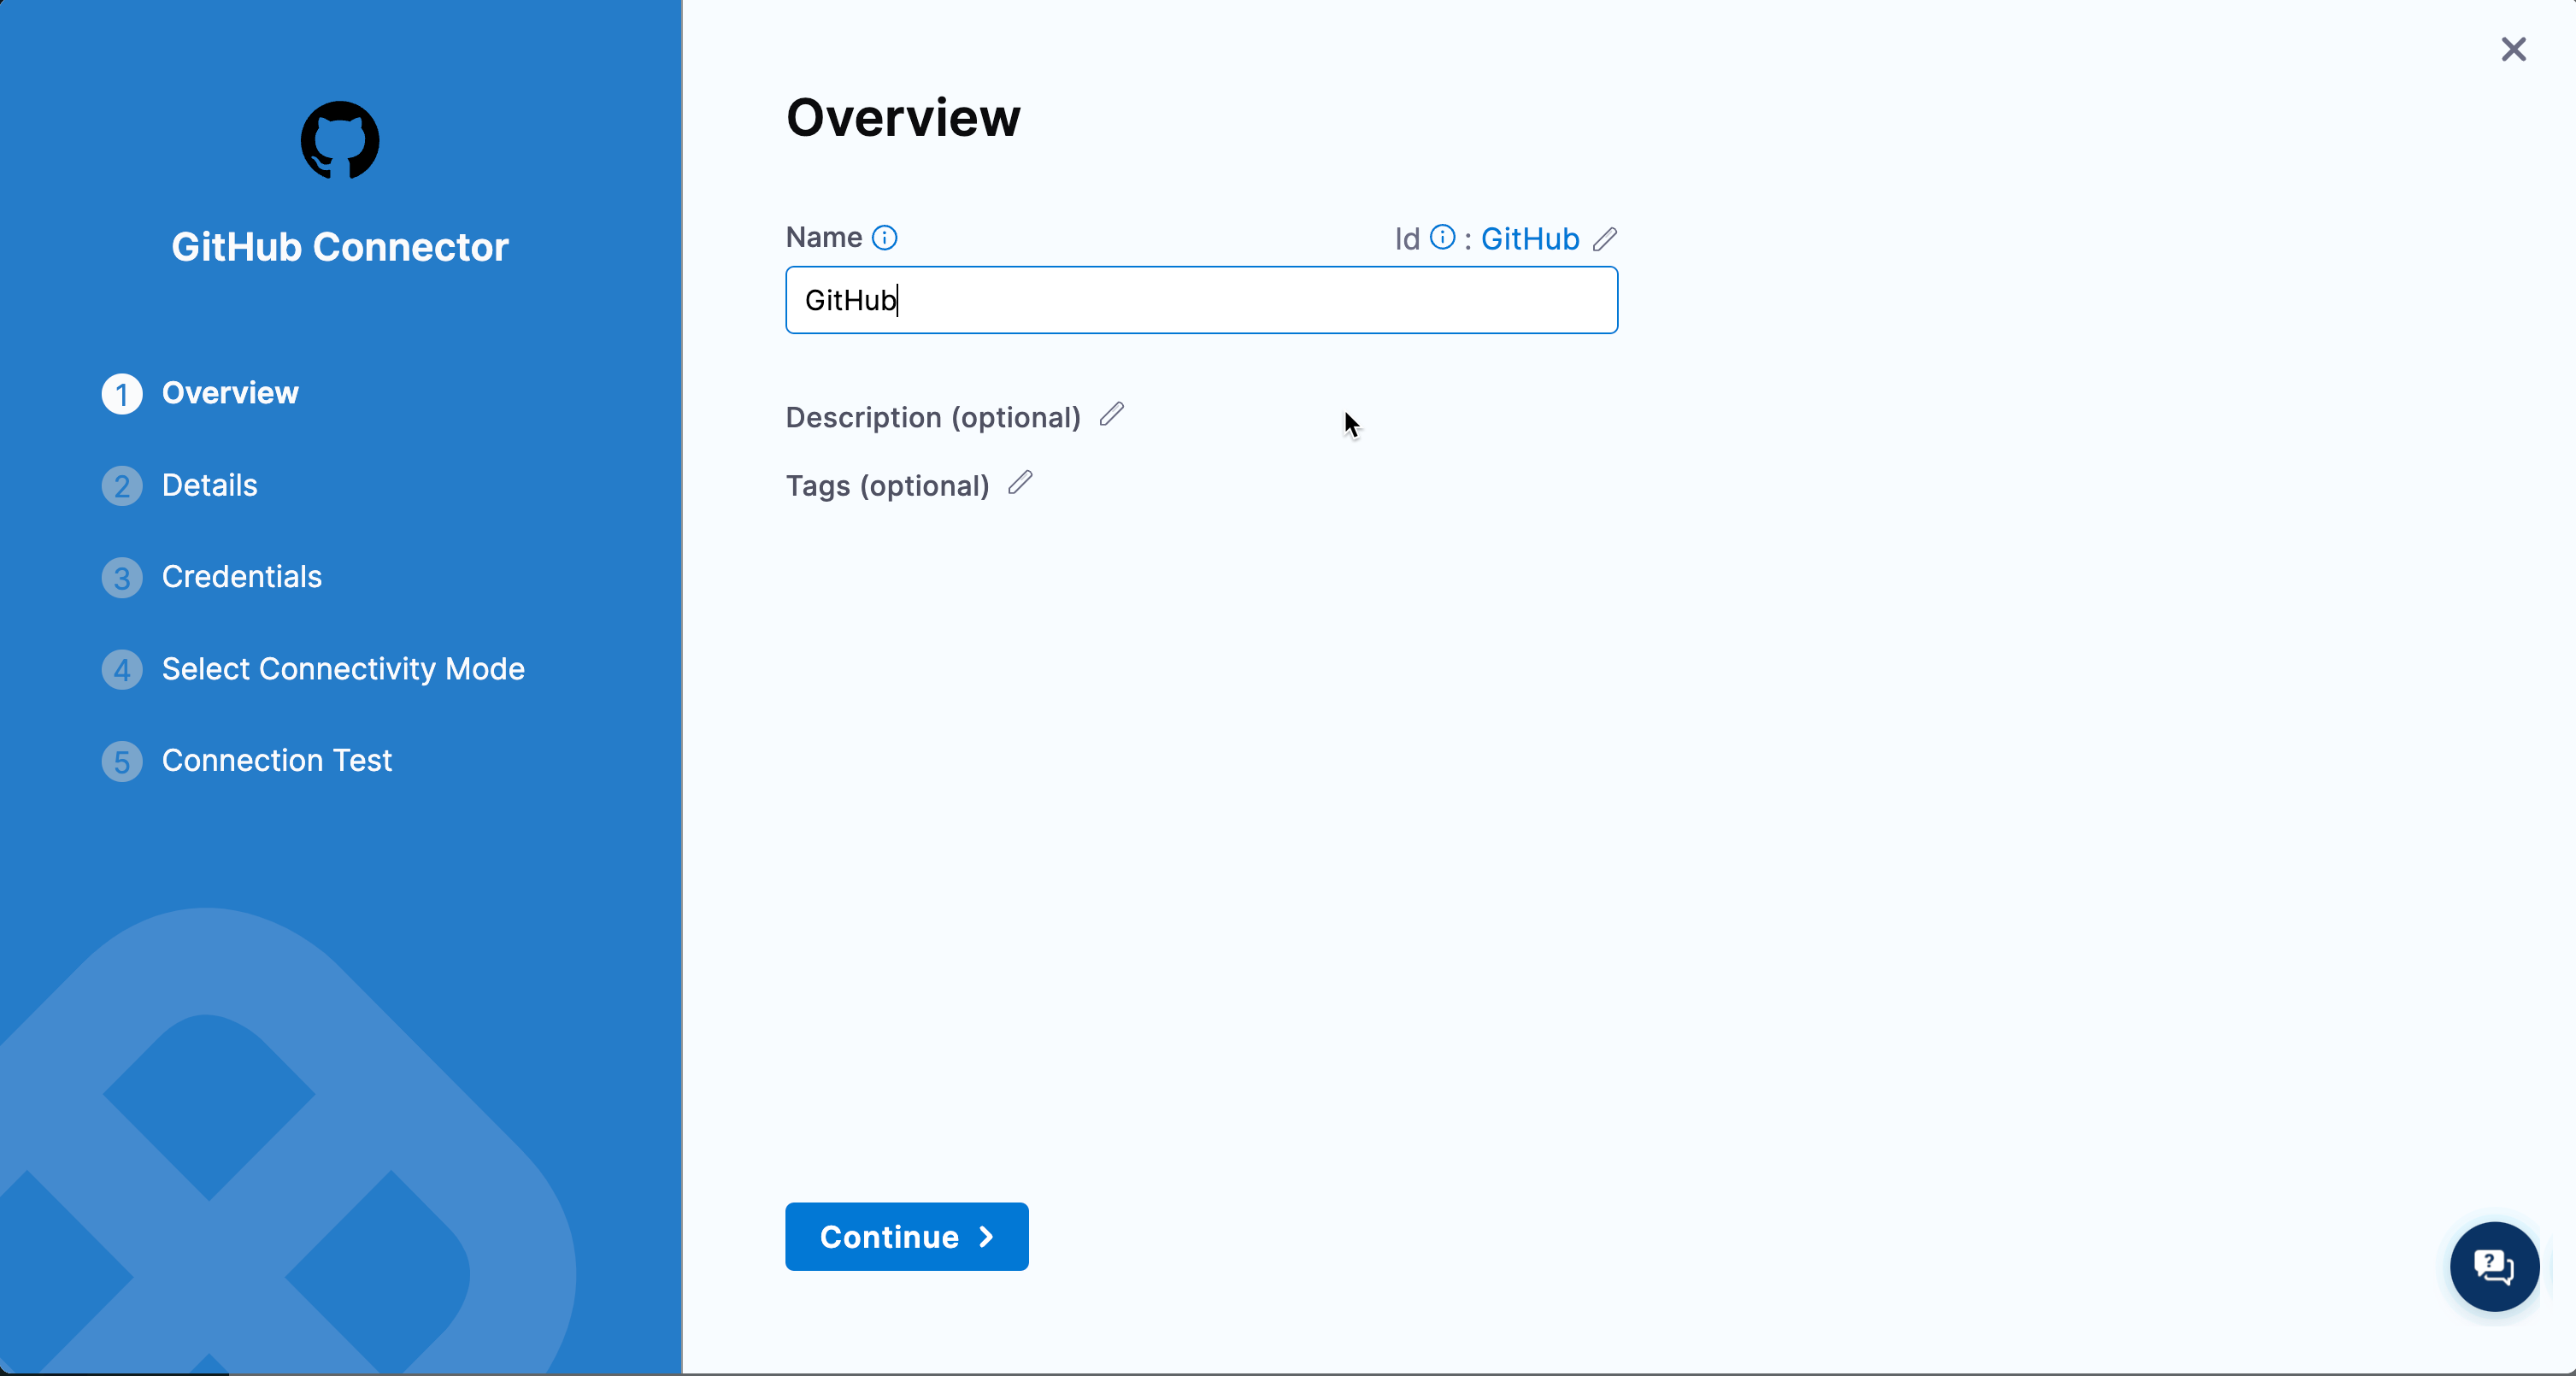 GitHub Connector
1 Overview
2 Details
3 Credentials
4 Select Connectivity Mode
5 Connection Test
Overview
Name Id : GitHub
GitHub
Description (optional)
Tags (optional)
Continue